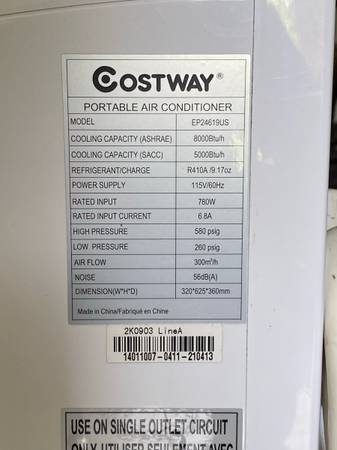 COSTWAY®
PORTABLE AIR CONDITIONER
MODEL EP24619US
COOLING CAPACITY (ASHRAE) 8000Btu/h
COOLING CAPACITY (SACC) 5000Btu/h
REFRIGERANT/CHARGE R410A /9.17oz
POWER SUPPLY 115V/60Hz
RATED INPUT 780W
RATED INPUT CURRENT 6.8A
HIGH PRESSURE 580 psig
LOW PRESSURE 260 psig
AIR FLOW 300m³/h
NOISE 56dB(A)
DIMENSION(W*H*D) 320*625*360mm
Made in China/Fabriqué en Chine
2K0903 LineA
14011007-0411-210413
USE ON SINGLE OUTLET CIRCUIT
UTILISER SEULEMENT AVEC